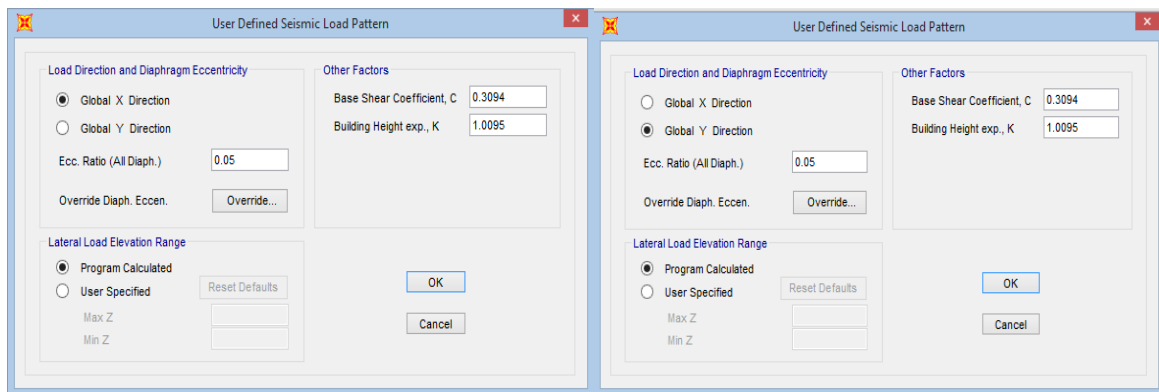 User Defined Seismic Load Pattern
x
Load Direction and Diaphragm Eccentricity
Global X Direction
Global Y Direction
Ecc. Ratio (All Diaph.) 0.05
Override Diaph. Eccen. Override...
Other Factors
Base Shear Coefficient, C 0.3094
Building Height exp., K 1.0095
Lateral Load Elevation Range
Program Calculated
User Specified Reset Defaults
Max Z
Min Z
OK
Cancel
User Defined Seismic Load Pattern
x
Load Direction and Diaphragm Eccentricity
Global X Direction
Global Y Direction
Ecc. Ratio (All Diaph.) 0.05
Override Diaph. Eccen. Override...
Other Factors
Base Shear Coefficient, C 0.3094
Building Height exp., K 1.0095
Lateral Load Elevation Range
Program Calculated
User Specified Reset Defaults
Max Z
Min Z
OK
Cancel